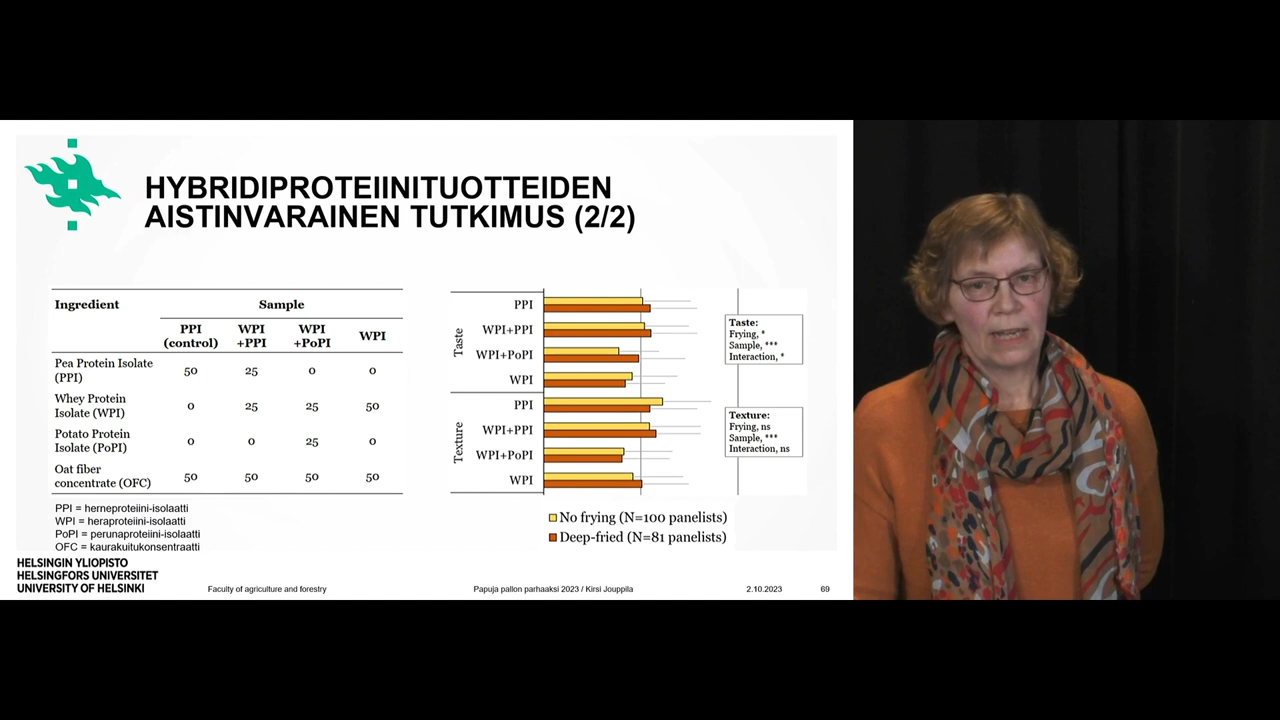 HYBRIDIPROTEIINITUOTTEIDEN
AISTINVARAINEN TUTKIMUS (2/2)
Ingredient Sample
PPI (control) WPI +PPI WPI +PoPI WPI
Pea Protein Isolate (PPI) 50 25 0 0
Whey Protein Isolate (WPI) 0 25 25 50
Potato Protein Isolate (PoPI) 0 0 25 0
Oat fiber concentrate (OFC) 50 50 50 50
PPI = herneproteiini-isolaatti
WPI = heraproteiini-isolaatti
PoPI = perunaproteiini-isolaatti
OFC = kaurakuitukonsentraatti
Taste
PPI
WPI+PPI
WPI+PoPI
WPI
Texture
PPI
WPI+PPI
WPI+PoPI
WPI
Taste:
Frying, *
Sample, ***
Interaction, *
Texture:
Frying, ns
Sample, ***
Interaction, ns
No frying (N=100 panelists)
Deep-fried (N=81 panelists)
HELSINGIN YLIOPISTO
HELSINGFORS UNIVERSITET
UNIVERSITY OF HELSINKI
Faculty of agriculture and forestry
Papuja pallon parhaaksi 2023 / Kirsi Jouppila
2.10.2023
69